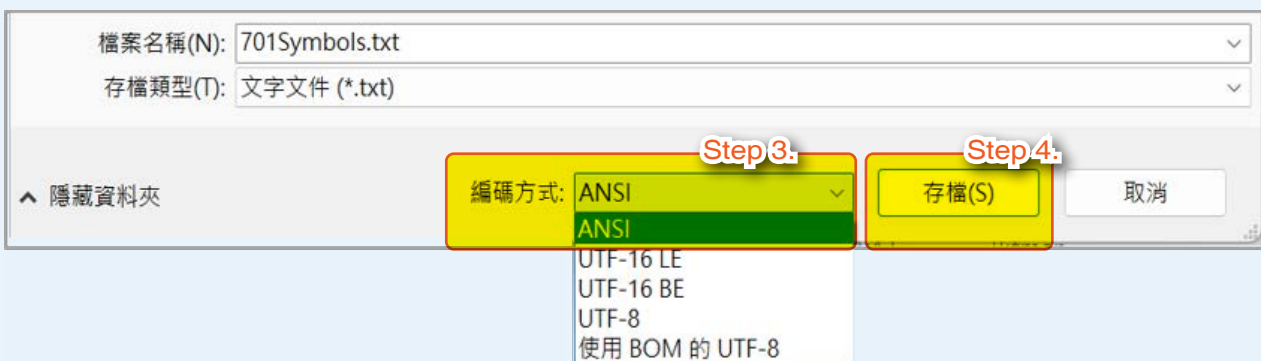 檔案名稱(N): 701Symbols.txt
存檔類型(T): 文字文件 (*.txt)
Step 3.
Step 4.
隱藏資料夾
編碼方式: ANSI
存檔(S)
取消
ANSI
UTF-16 LE
UTF-16 BE
UTF-8
使用 BOM 的 UTF-8